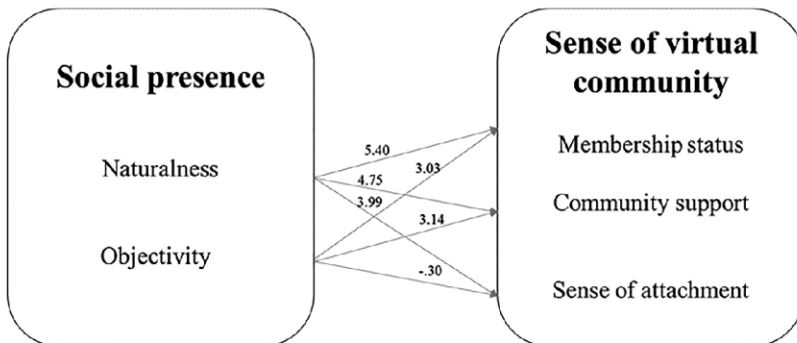 Social presence
Naturalness
Objectivity
5.40
3.03
4.75
3.99
3.14
-.30
Sense of virtual
community
Membership status
Community support
Sense of attachment